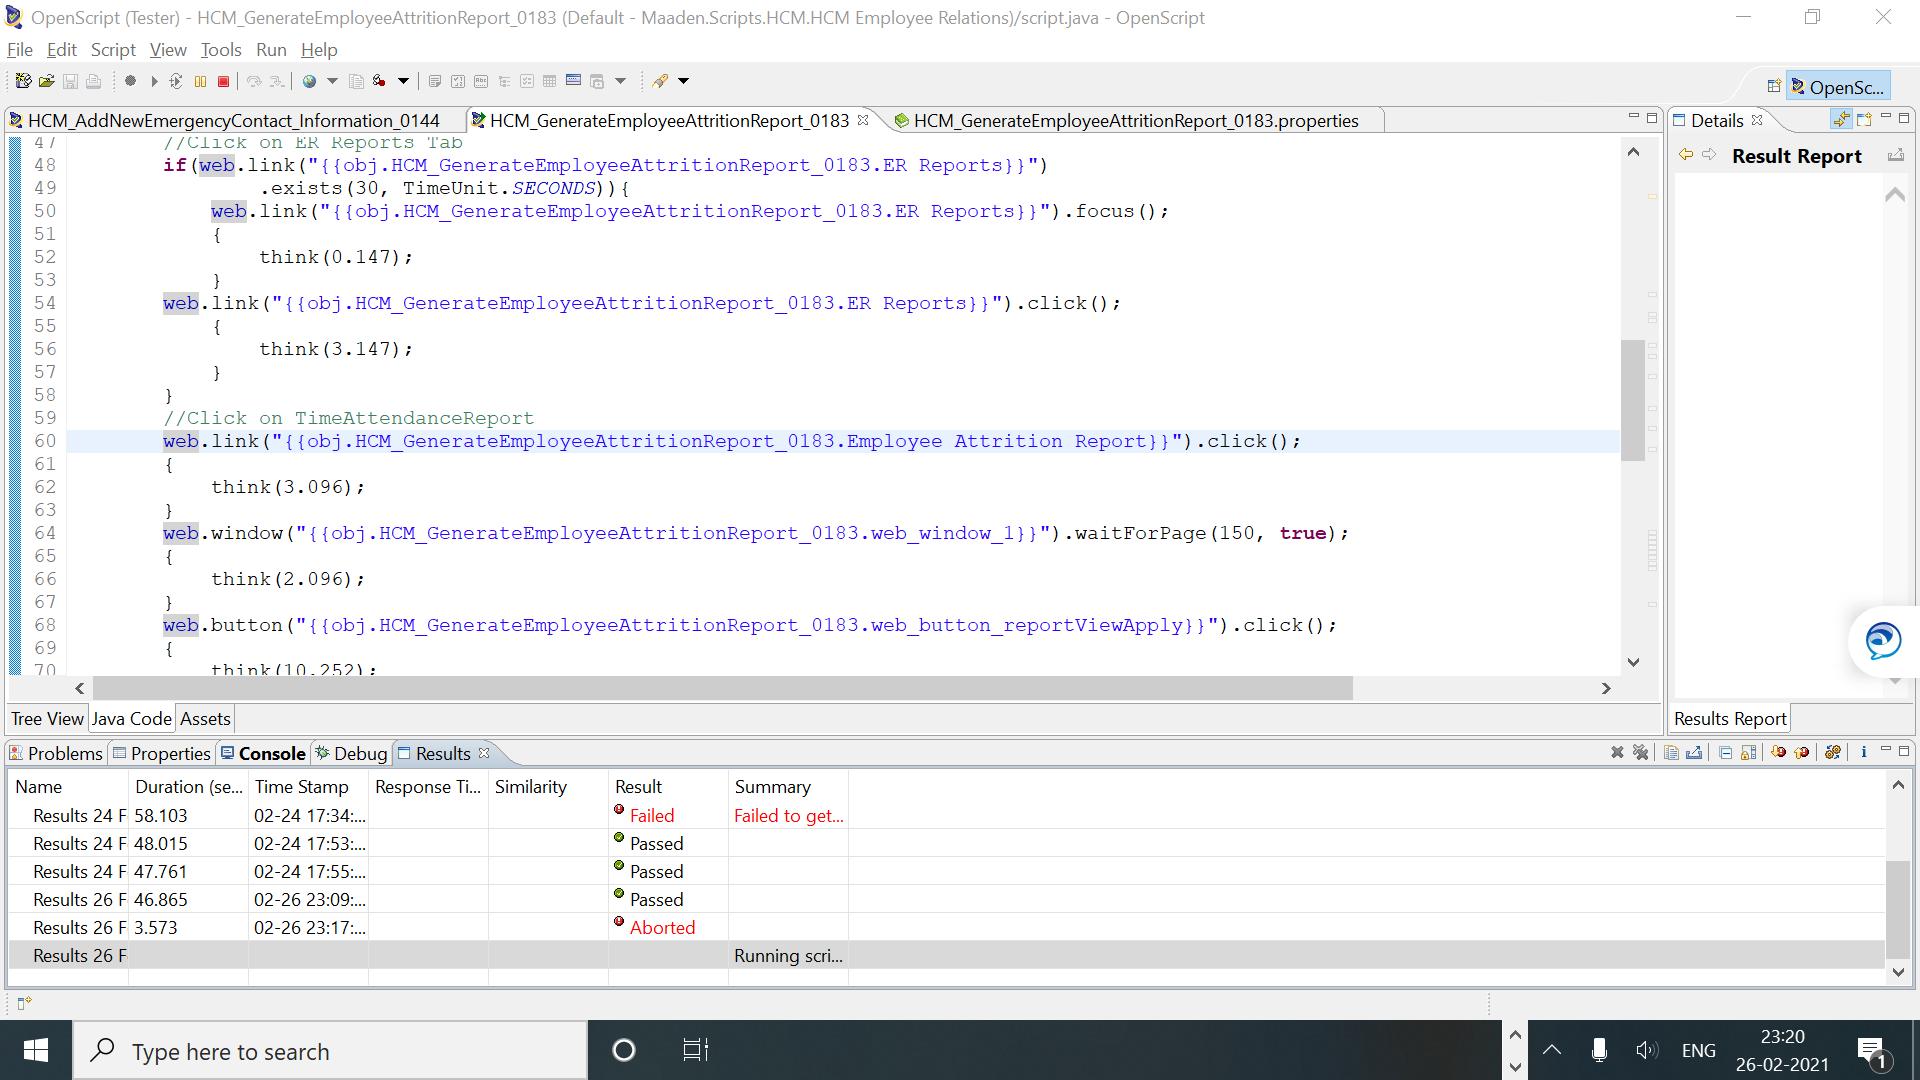 OpenScript (Tester) - HCM_GenerateEmployeeAttritionReport_0183 (Default - Maaden.Scripts.HCM.HCM Employee Relations)/script.java - OpenScript
File Edit Script View Tools Run Help
OpenSc...
HCM_AddNewEmergencyContact_Information_0144
HCM_GenerateEmployeeAttritionReport_0183
HCM_GenerateEmployeeAttritionReport_0183.properties
47 //Click on ER Reports Tab
48 if(web.link("{{obj.HCM_GenerateEmployeeAttritionReport_0183.ER Reports}}")
49 .exists(30, TimeUnit.SECONDS)){
50 web.link("{{obj.HCM_GenerateEmployeeAttritionReport_0183.ER Reports}}").focus();
51 {
52 think(0.147);
53 }
54 web.link("{{obj.HCM_GenerateEmployeeAttritionReport_0183.ER Reports}}").click();
55 {
56 think(3.147);
57 }
58 }
59 //Click on TimeAttendanceReport
60 web.link("{{obj.HCM_GenerateEmployeeAttritionReport_0183.Employee Attrition Report}}").click();
61 {
62 think(3.096);
63 }
64 web.window("{{obj.HCM_GenerateEmployeeAttritionReport_0183.web_window_1}}").waitForPage(150, true);
65 {
66 think(2.096);
67 }
68 web.button("{{obj.HCM_GenerateEmployeeAttritionReport_0183.web_button_reportViewApply}}").click();
69 {
70 think(10.252);
Tree View Java Code Assets
Details
Result Report
Results Report
Problems Properties Console Debug Results
Name Duration (se... Time Stamp Response Ti... Similarity Result Summary
Results 24 F 58.103 02-24 17:34:... Failed Failed to get...
Results 24 F 48.015 02-24 17:53:... Passed
Results 24 F 47.761 02-24 17:55:... Passed
Results 26 F 46.865 02-26 23:09:... Passed
Results 26 F 3.573 02-26 23:17:... Aborted
Results 26 F Running scri...
Type here to search
ENG
23:20
26-02-2021
1